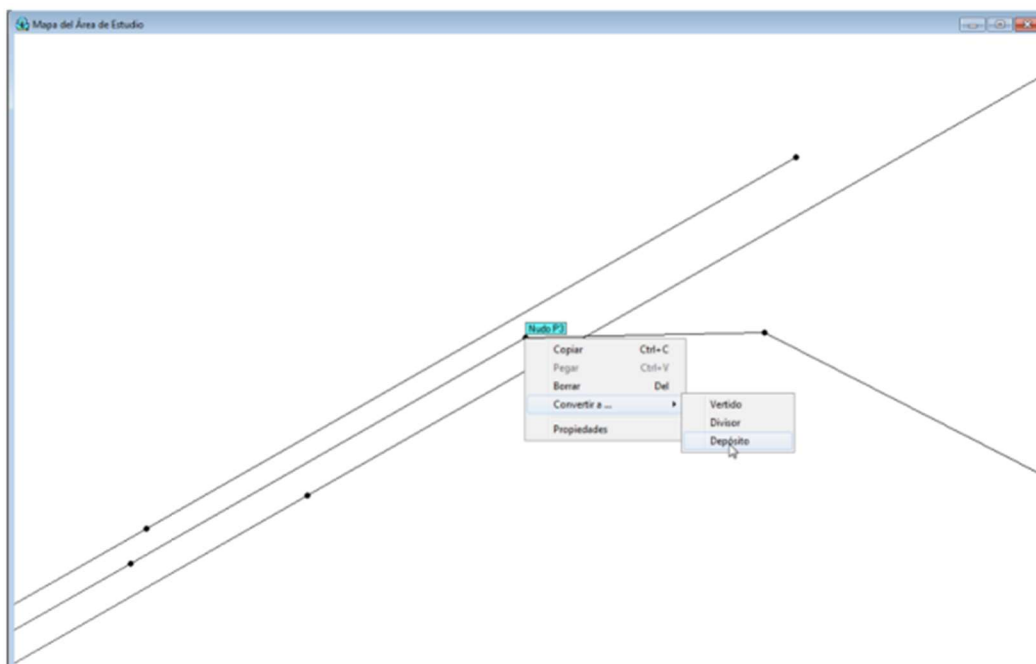 Mapa del Área de Estudio
Nudo P3
Copiar Ctrl+C
Pegar Ctrl+V
Borrar Del
Convertir a ...
Propiedades
Vertido
Divisor
Depósito